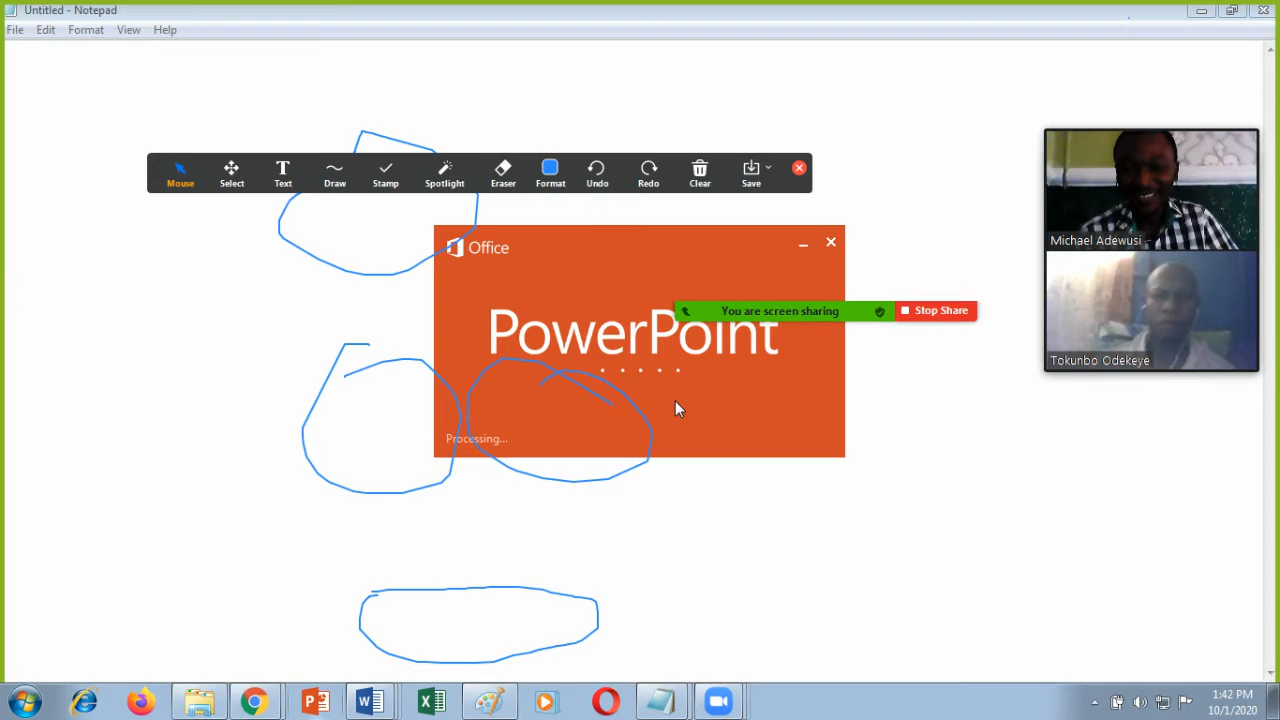 Untitled - Notepad
File Edit Format View Help
Mouse Select Text Draw Stamp Spotlight Eraser Format Undo Redo Clear Save
Office
You are screen sharing Stop Share
PowerPoint
Processing...
Michael Adewusi
Tokunbo Odekeye
1:42 PM
10/1/2020